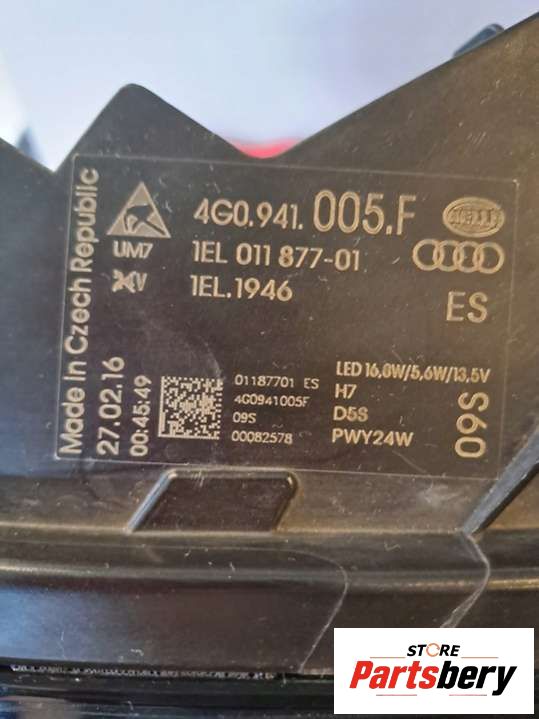 Made in Czech Republic
27.02.16
00:45:49
UM7
4G0.941. 005.F
HELLA
1EL 011 877-01
1EL.1946
ES
01187701 ES
4G0941005F
09S
00082578
LED 16,0W/5,6W/13,5V
H7
D5S
PWY24W
09S
STORE
Partsbery